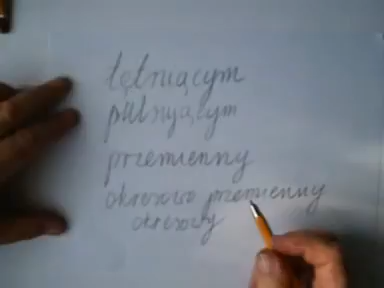 tętniącym
pulsującym
przemienny
okresowo przemienny
okresowy